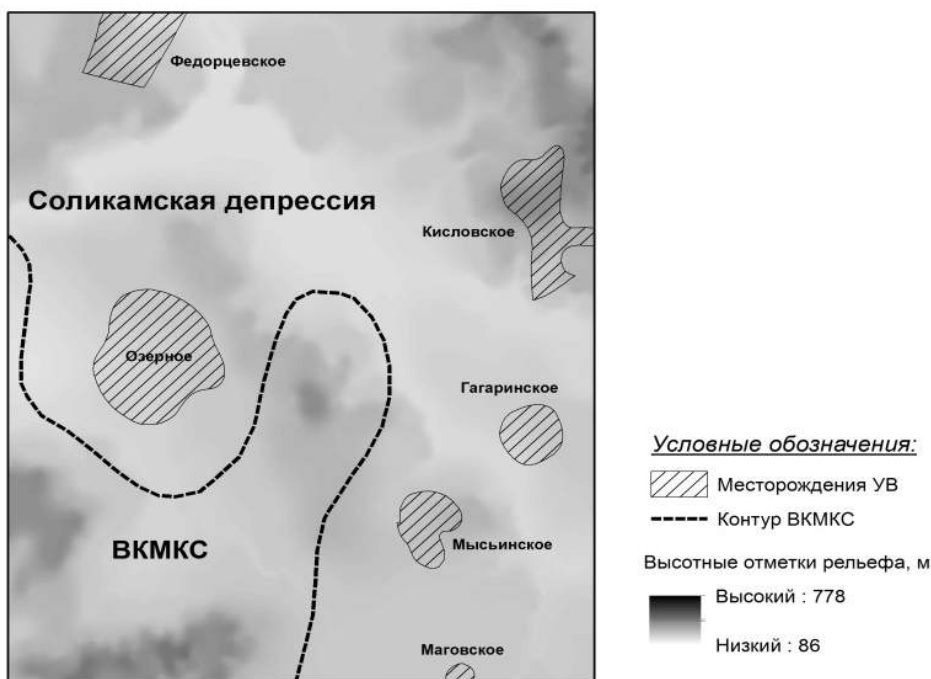 Федорцевское
Соликамская депрессия
Кисловское
Озерное
Гагаринское
ВКМКС
Мысьинское
Маговское
Условные обозначения:
Месторождения УВ
Контур ВКМКС
Высотные отметки рельефа, м
Высокий : 778
Низкий : 86